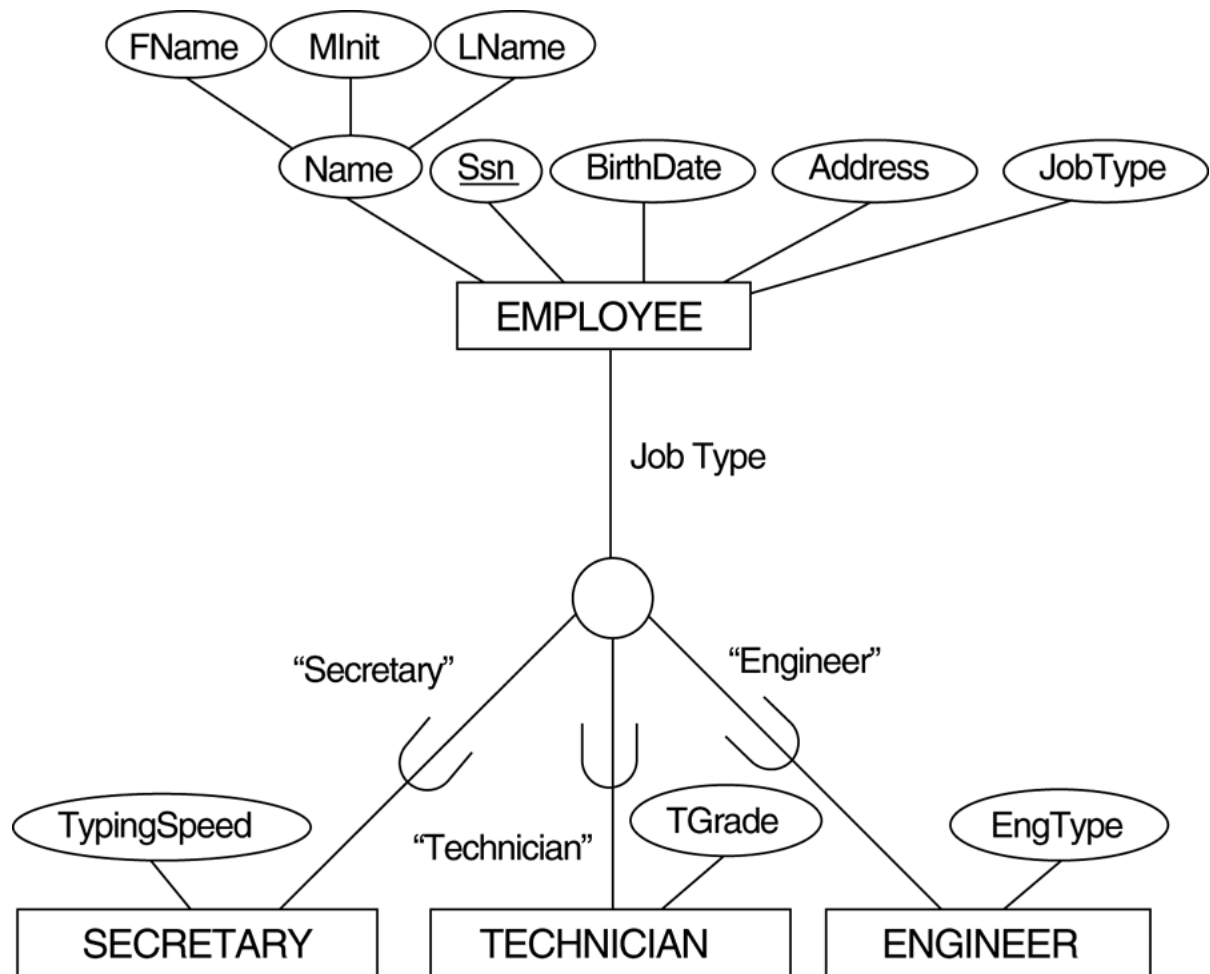 FName MInit LName
Name Ssn BirthDate Address JobType
EMPLOYEE
Job Type
“Secretary” “Engineer”
TypingSpeed “Technician” TGrade EngType
SECRETARY TECHNICIAN ENGINEER